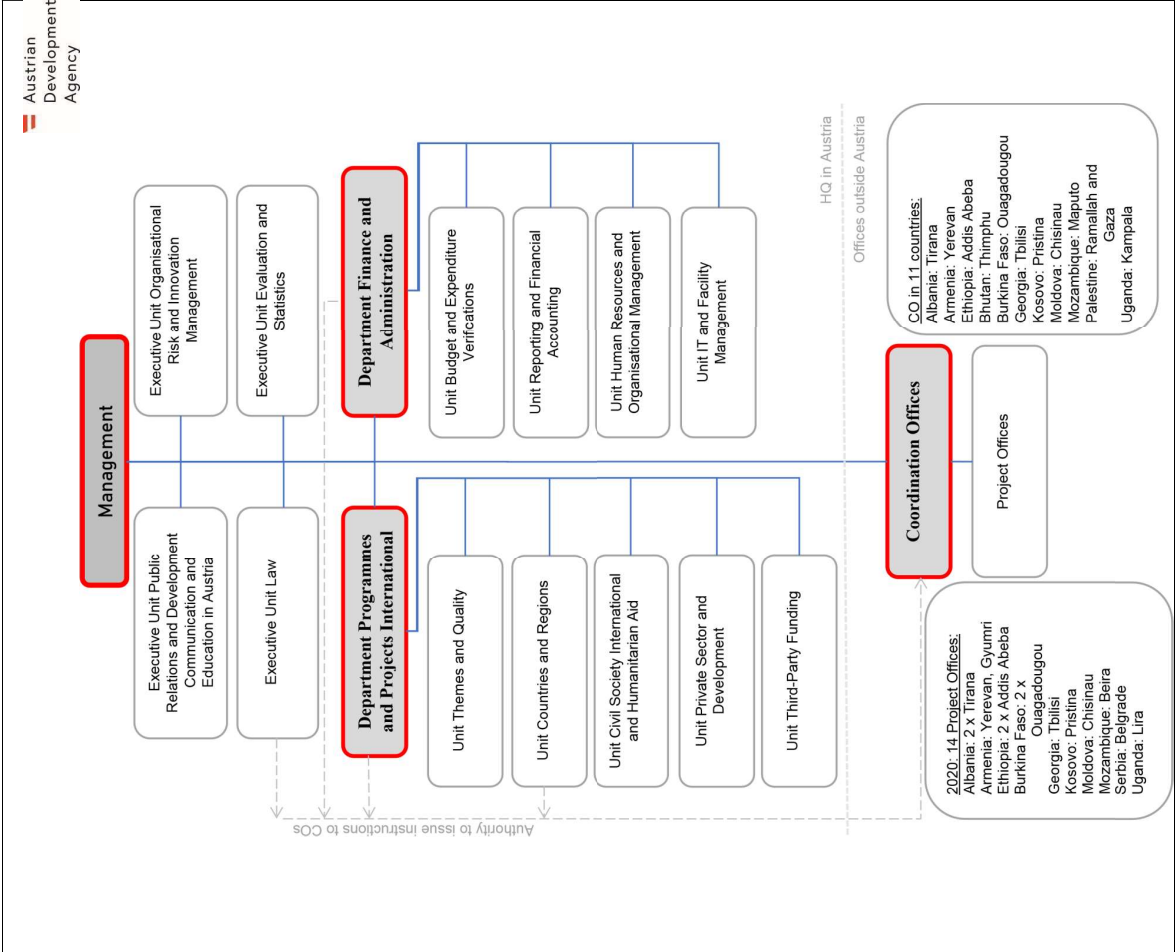 Austrian
Development
Agency
Management
Executive Unit Public
Relations and Development
Communication and
Education in Austria
Executive Unit Organisational
Risk and Innovation
Management
Executive Unit Law
Executive Unit Evaluation and
Statistics
Department Programmes
and Projects International
Department Finance and
Administration
Unit Themes and Quality
Unit Countries and Regions
Unit Civil Society International
and Humanitarian Aid
Unit Private Sector and
Development
Unit Third-Party Funding
Unit Budget and Expenditure
Verifcations
Unit Reporting and Financial
Accounting
Unit Human Resources and
Organisational Management
Unit IT and Facility
Management
Authority to issue instructions to COs
HQ in Austria
Offices outside Austria
Coordination Offices
Project Offices
2020: 14 Project Offices:
Albania: 2 x Tirana
Armenia: Yerevan, Gyumri
Ethiopia: 2 x Addis Abeba
Burkina Faso: 2 x
Ouagadougou
Georgia: Tbilisi
Kosovo: Pristina
Moldova: Chisinau
Mozambique: Beira
Serbia: Belgrade
Uganda: Lira
CO in 11 countries:
Albania: Tirana
Armenia: Yerevan
Ethiopia: Addis Abeba
Bhutan: Thimphu
Burkina Faso: Ouagadougou
Georgia: Tbilisi
Kosovo: Pristina
Moldova: Chisinau
Mozambique: Maputo
Palestine: Ramallah and
Gaza
Uganda: Kampala